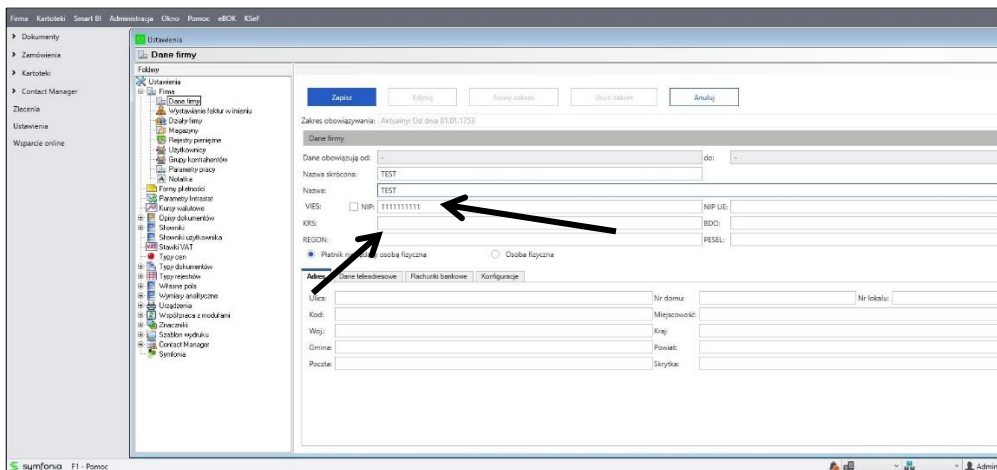 Firma Kartoteki Smart BI Administracja Okno Pomoc eBOK KSeF
Dokumenty
Zamówienia
Kartoteki
Contact Manager
Zlecenia
Ustawienia
Wsparcie online
Ustawienia
Dane firmy
Foldery
Ustawienia
Firma
Dane firmy
Wystawianie faktur w imieniu
Działy firmy
Magazyny
Rejestry pieniężne
Użytkownicy
Grupy kontrahentów
Parametry pracy
Notatka
Formy płatności
Parametry Intrastat
Kursy walutowe
Opisy dokumentów
Słowniki
Słowniki użytkownika
Stawki VAT
Typy cen
Typy dokumentów
Typy rejestrów
Własne pola
Wymiary analityczne
Urządzenia
Współpraca z modułami
Znaczniki
Szablon wydruku
Contact Manager
Symfonia
Zapisz Edytuj Nowy zakres Usuń zakres Anuluj
Zakres obowiązywania: Aktualny: Od dnia 01.01.1753
Dane firmy
Dane obowiązują od: - do: -
Nazwa skrócona: TEST
Nazwa: TEST
VIES: NIP: 1111111111 NIP UE:
KRS: BDO:
REGON: PESEL:
Płatnik osoba fizyczna Osoba fizyczna
Adres Dane teleadresowe Rachunki bankowe Konfiguracje
Ulica: Nr domu: Nr lokalu:
Kod: Miejscowość:
Woj.: Kraj:
Gmina: Powiat:
Poczta: Skrytka:
symfonia F1 - Pomoc Admin